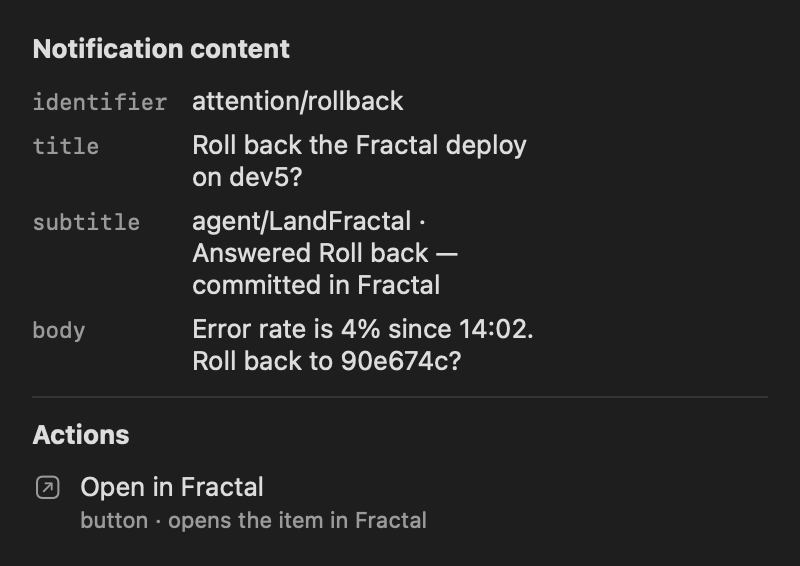 Notification content
identifier attention/rollback
title Roll back the Fractal deploy
on dev5?
subtitle agent/LandFractal ·
Answered Roll back —
committed in Fractal
body Error rate is 4% since 14:02.
Roll back to 90e674c?
Actions
Open in Fractal
button · opens the item in Fractal